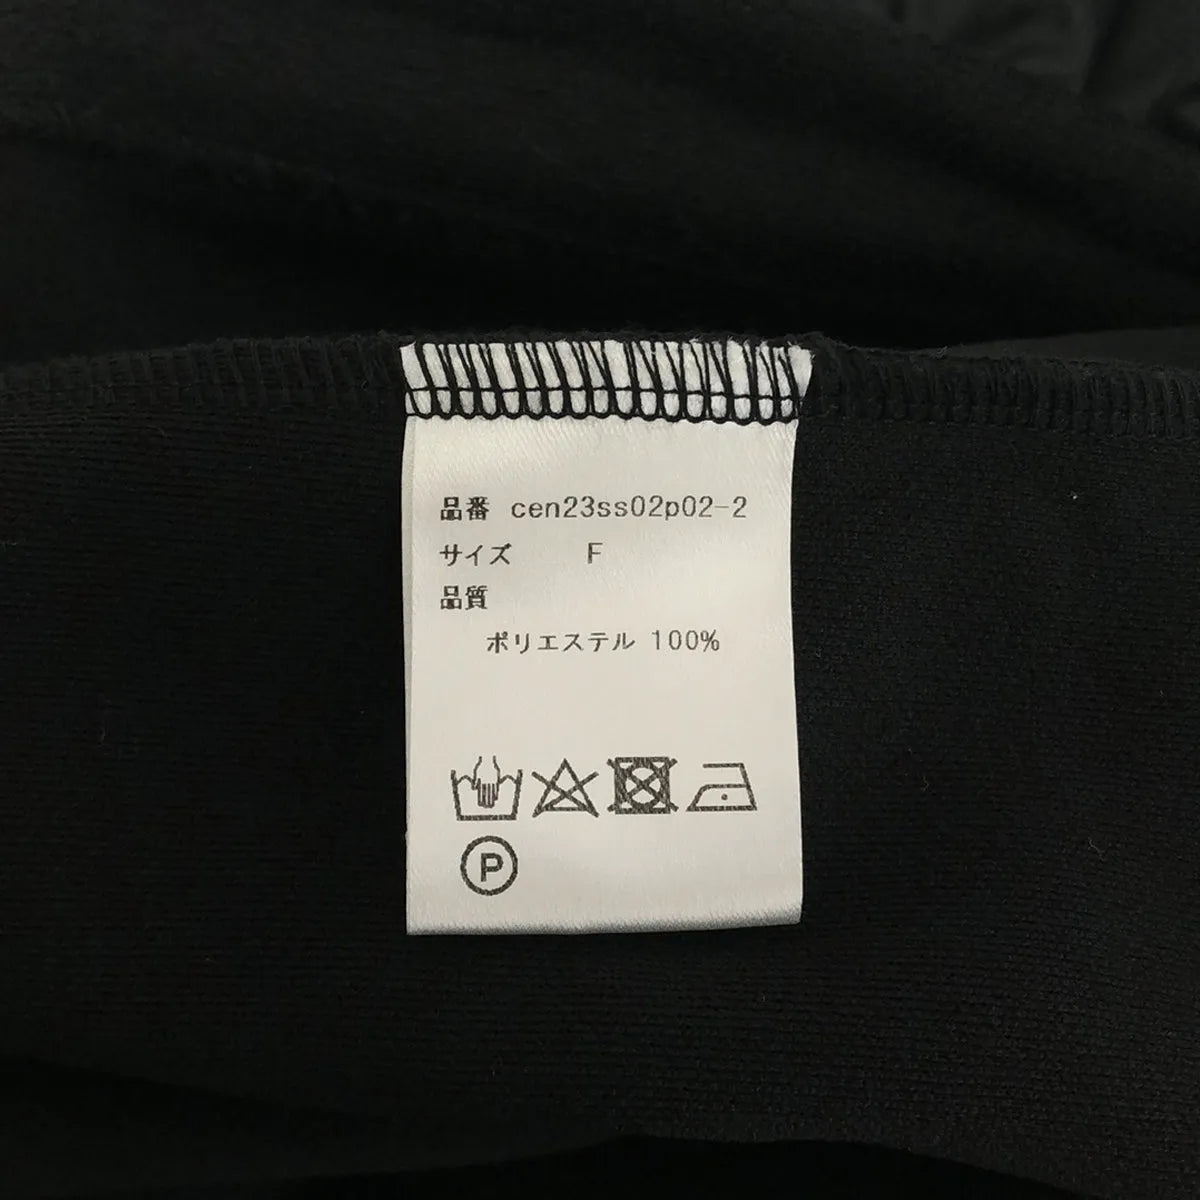 品番 cen23ss02p02-2
サイズ F
品質
ポリエステル 100%
P